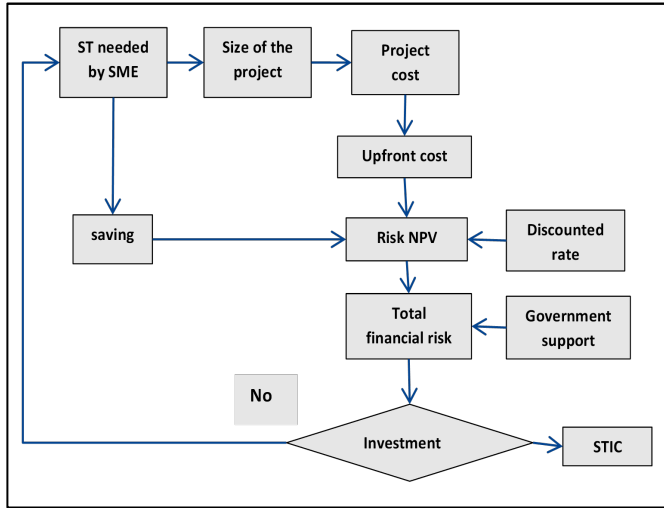 ST needed
by SME
Size of the
project
Project
cost
Upfront cost
saving
Risk NPV
Discounted
rate
Total
financial risk
Government
support
No
Investment
STIC